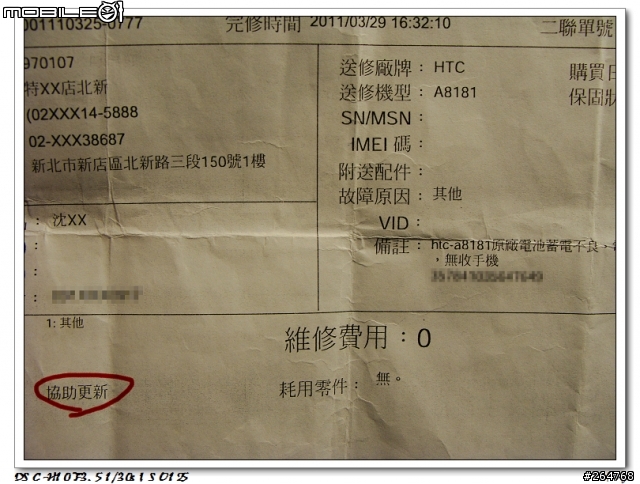 MOBILE01
001110325-0777
完修時間 2011/03/29 16:32:10
二聯單號
970107
特XX店北新
(02XXX14-5888
02-XXX38687
新北市新店區北新路三段150號1樓
送修廠牌： HTC
購買日
送修機型： A8181
保固狀
SN/MSN：
IMEI 碼：
附送配件：
故障原因： 其他
VID：
備註： htc-a8181原廠電池蓄電不良、
，無收手機
： 沈XX
1: 其他
維修費用：0
協助更新
耗用零件： 無。
#264768